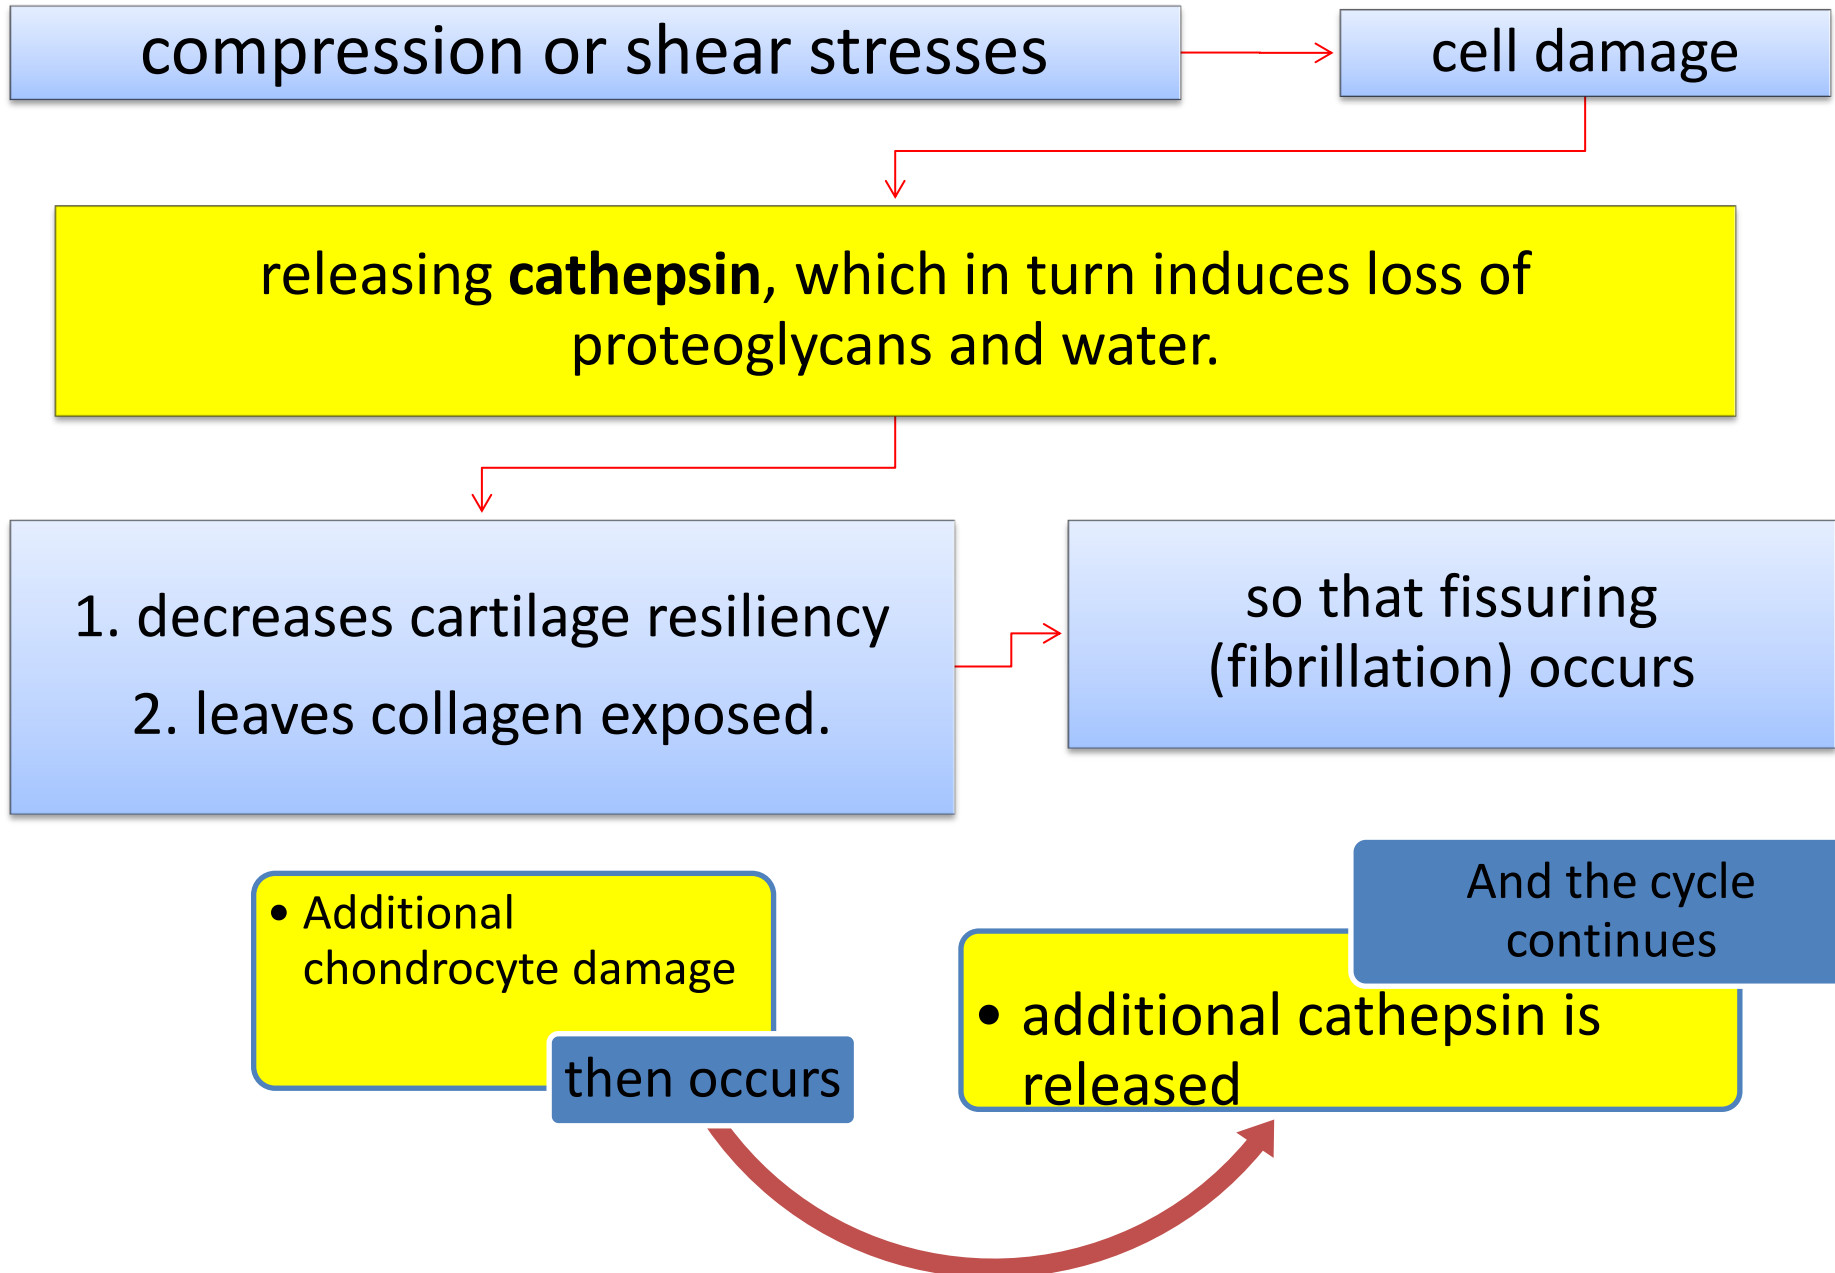 compression or shear stresses
cell damage
releasing cathepsin, which in turn induces loss of
proteoglycans and water.
1. decreases cartilage resiliency
2. leaves collagen exposed.
so that fissuring
(fibrillation) occurs
• Additional
chondrocyte damage
then occurs
And the cycle
continues
• additional cathepsin is
released